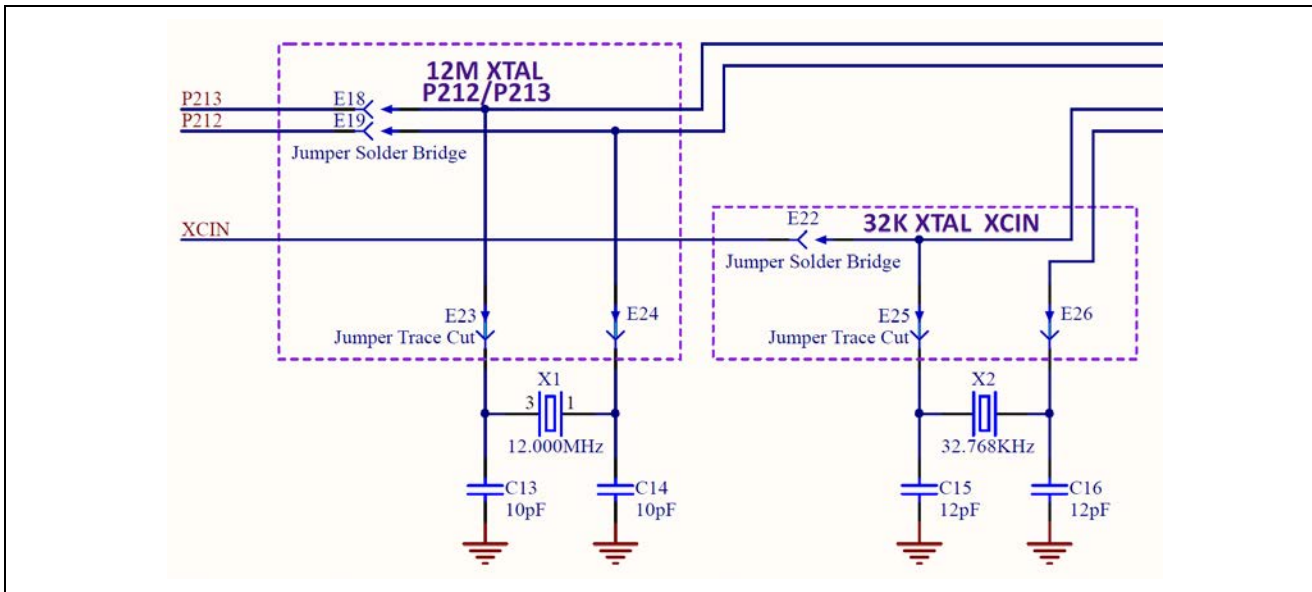 12M XTAL
P212/P213
P213
E18
P212
E19
Jumper Solder Bridge
XCIN
E22
32K XTAL XCIN
Jumper Solder Bridge
E23
E24
Jumper Trace Cut
E25
E26
Jumper Trace Cut
X1
3
1
12.000MHz
X2
32.768KHz
C13
10pF
C14
10pF
C15
12pF
C16
12pF